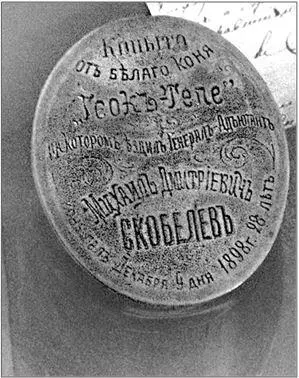 Копыто
отъ бѣлаго коня
„Геокъ-Тепе”
на которомъ ѣздилъ Генералъ-Адъютантъ
Михаилъ Дмитріевичъ
СКОБЕЛЕВЪ
Декабря 9 дня 1898 г. 28 лѣтъ